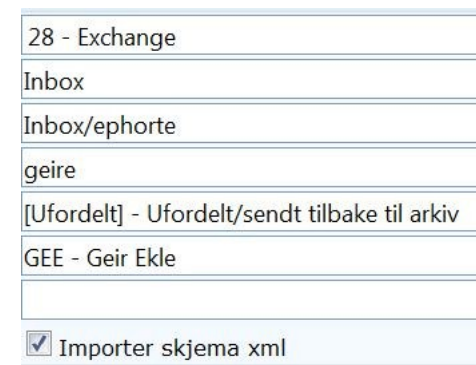 28 - Exchange
Inbox
Inbox/ephorte
geire
[Ufordelt] - Ufordelt/sendt tilbake til arkiv
GEE - Geir Ekle
Importer skjema xml